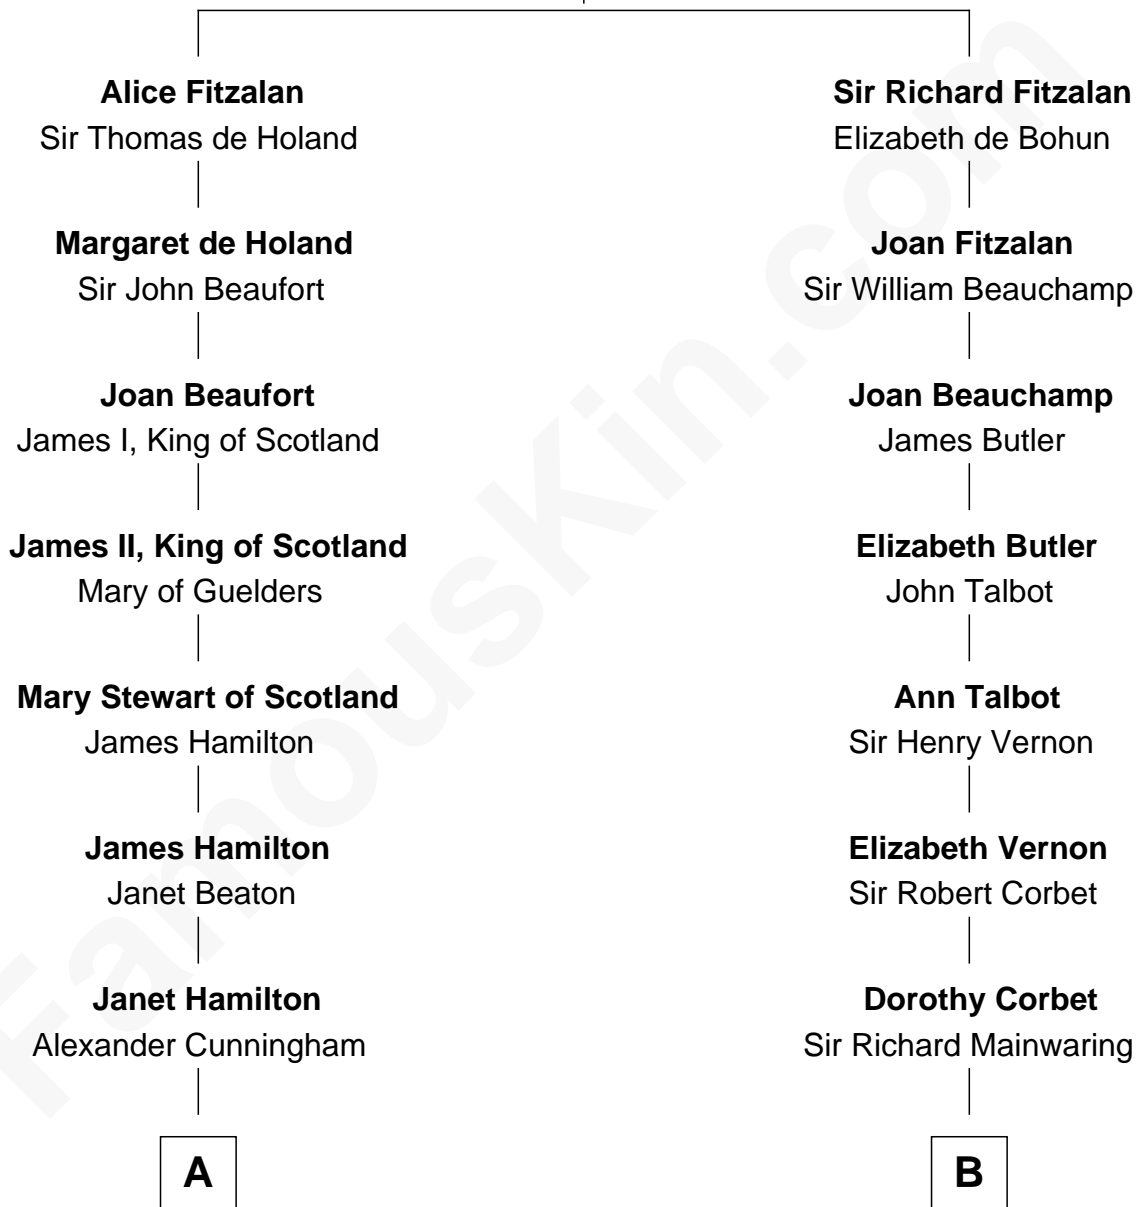 Alice Fitzalan
Sir Thomas de Holand
Sir Richard Fitzalan
Elizabeth de Bohun
Margaret de Holand
Sir John Beaufort
Joan Fitzalan
Sir William Beauchamp
Joan Beaufort
James I, King of Scotland
Joan Beauchamp
James Butler
James II, King of Scotland
Mary of Guelders
Elizabeth Butler
John Talbot
Mary Stewart of Scotland
James Hamilton
Ann Talbot
Sir Henry Vernon
James Hamilton
Janet Beaton
Elizabeth Vernon
Sir Robert Corbet
Janet Hamilton
Alexander Cunningham
Dorothy Corbet
Sir Richard Mainwaring
A
B
FamousKin.com